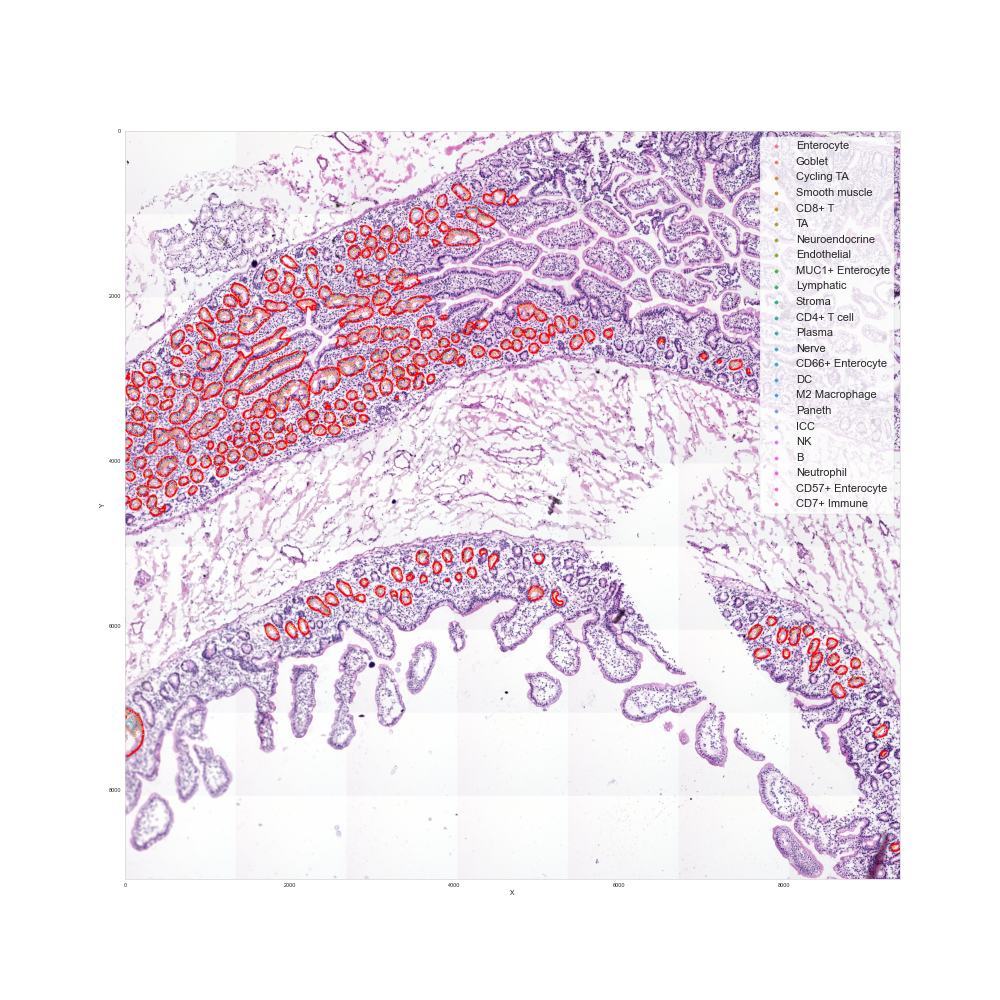 Enterocyte
Goblet
Cycling TA
Smooth muscle
CD8+ T
TA
Neuroendocrine
Endothelial
MUC1+ Enterocyte
Lymphatic
Stroma
CD4+ T cell
Plasma
Nerve
CD66+ Enterocyte
DC
M2 Macrophage
Paneth
ICC
NK
B
Neutrophil
CD57+ Enterocyte
CD7+ Immune
0
2000
4000
6000
8000
Y
0
2000
4000
6000
8000
X